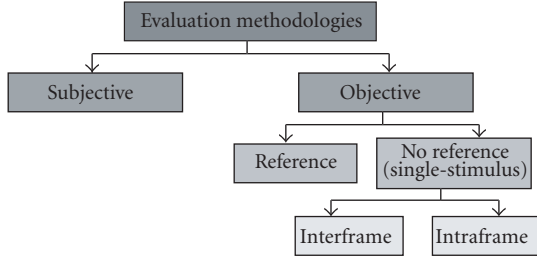 Evaluation methodologies
Subjective
Objective
Reference
No reference
(single-stimulus)
Interframe
Intraframe